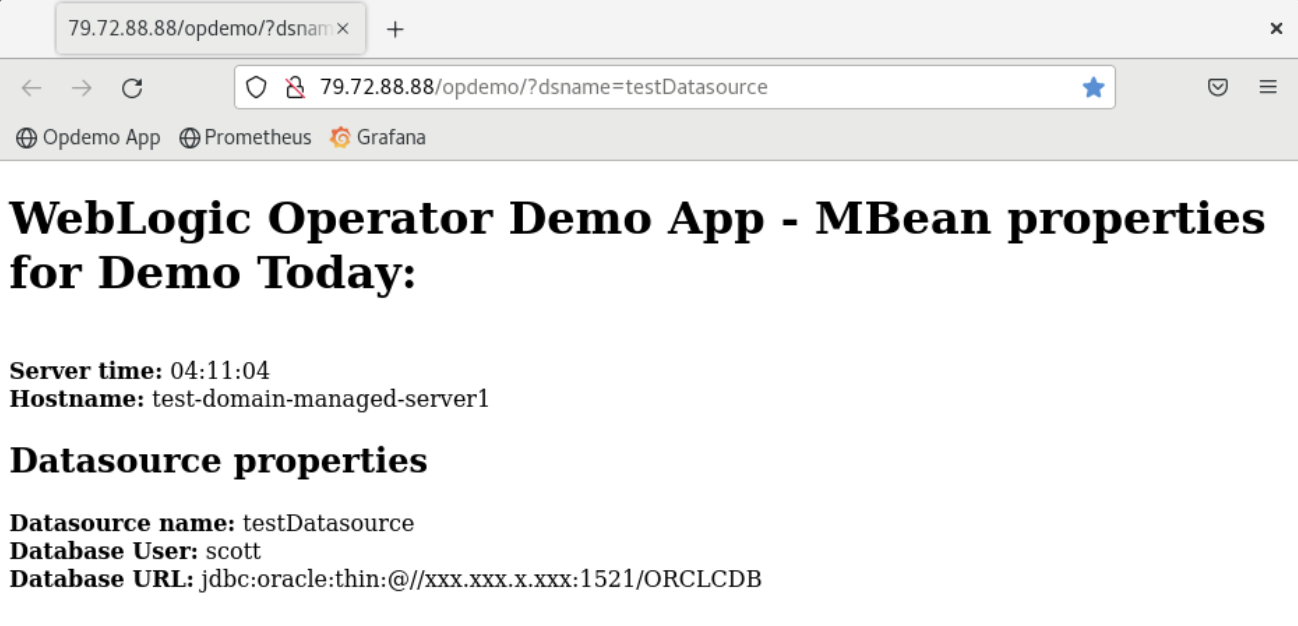 79.72.88.88/opdemo/?dsnam
79.72.88.88/opdemo/?dsname=testDatasource
Opdemo App Prometheus Grafana
WebLogic Operator Demo App - MBean properties
for Demo Today:
Server time: 04:11:04
Hostname: test-domain-managed-server1
Datasource properties
Datasource name: testDatasource
Database User: scott
Database URL: jdbc:oracle:thin:@//xxx.xxx.x.xxx:1521/ORCLCDB